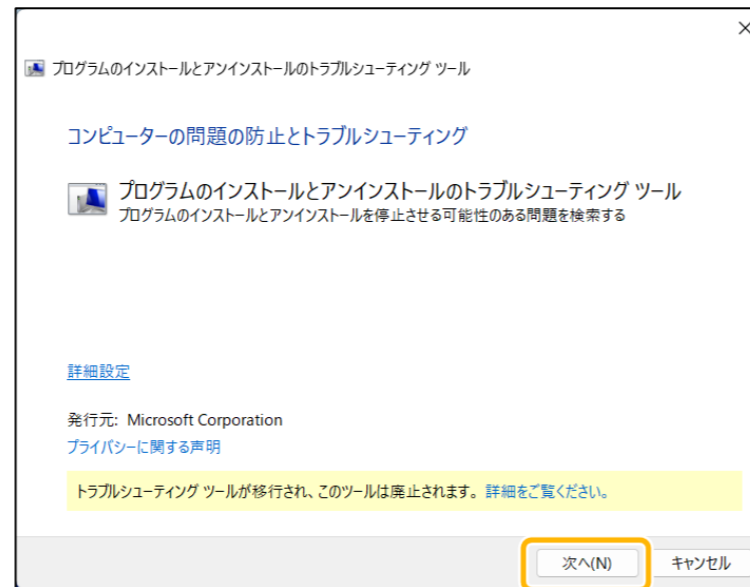 プログラムのインストールとアンインストールのトラブルシューティング ツール
コンピューターの問題の防止とトラブルシューティング
プログラムのインストールとアンインストールのトラブルシューティング ツール
プログラムのインストールとアンインストールを停止させる可能性のある問題を検索する
詳細設定
発行元: Microsoft Corporation
プライバシーに関する声明
トラブルシューティング ツールが移行され、このツールは廃止されます。 詳細をご覧ください。
次へ(N) キャンセル